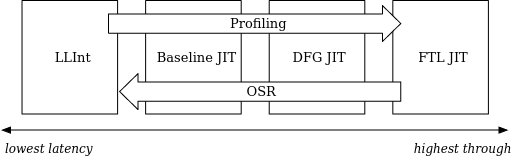 Profiling
LLInt
Baseline JIT
DFG JIT
FTL JIT
OSR
lowest latency
highest through